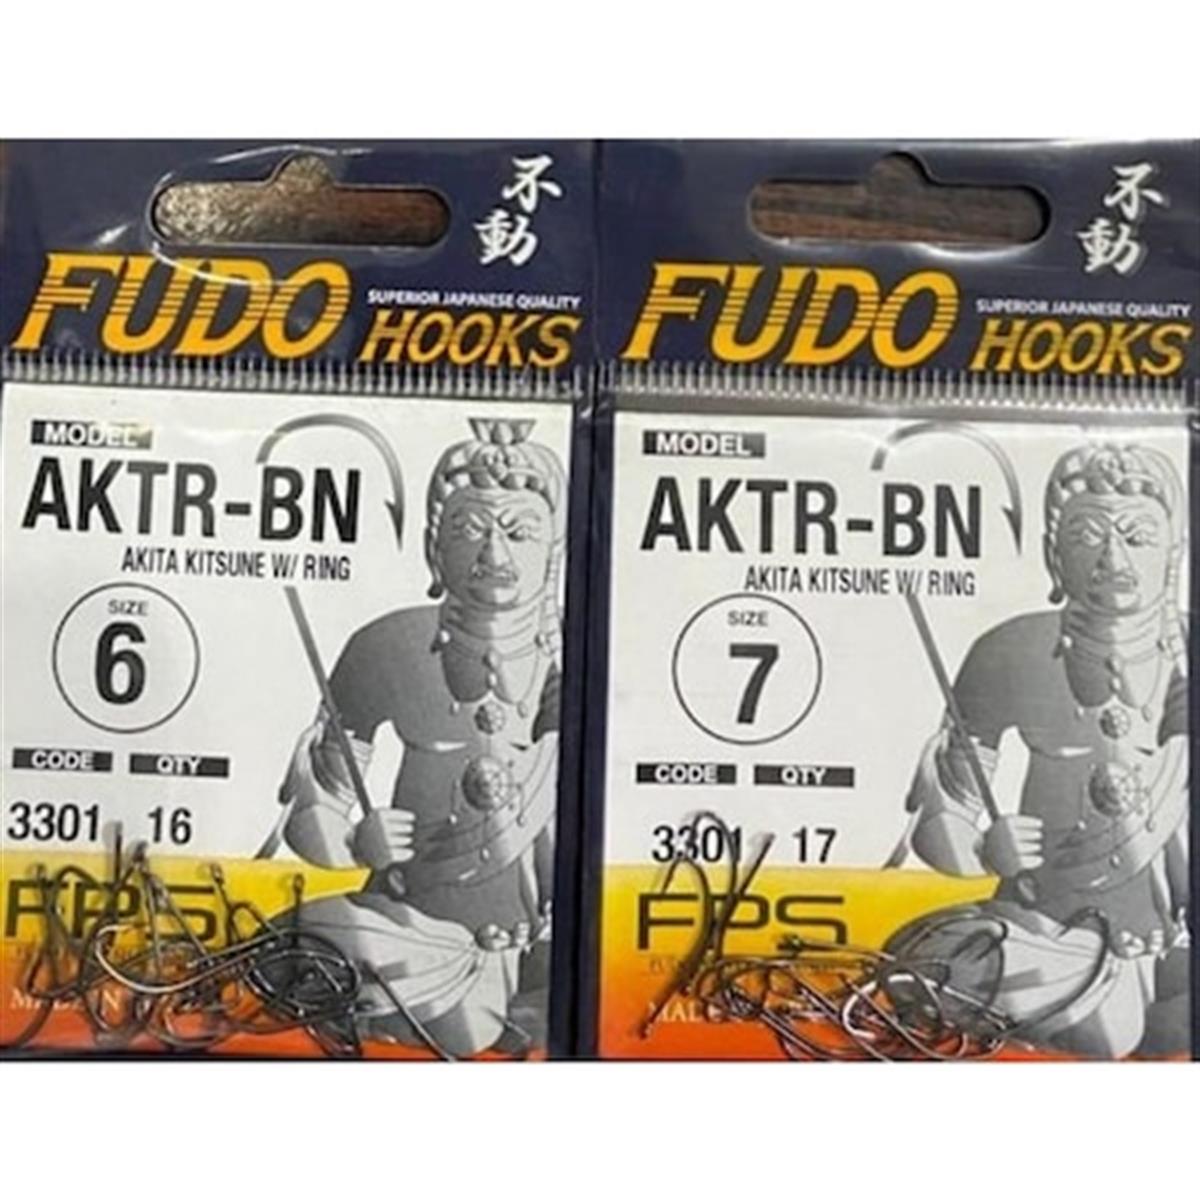 不動
FUDO
SUPERIOR JAPANESE QUALITY
HOOKS
MODEL
AKTR-BN
AKITA KITSUNE W/ RING
SIZE
6
CODE QTY
3301 16
FPS
不動
FUDO
SUPERIOR JAPANESE QUALITY
HOOKS
MODEL
AKTR-BN
AKITA KITSUNE W/ RING
SIZE
7
CODE QTY
3301 17
FPS